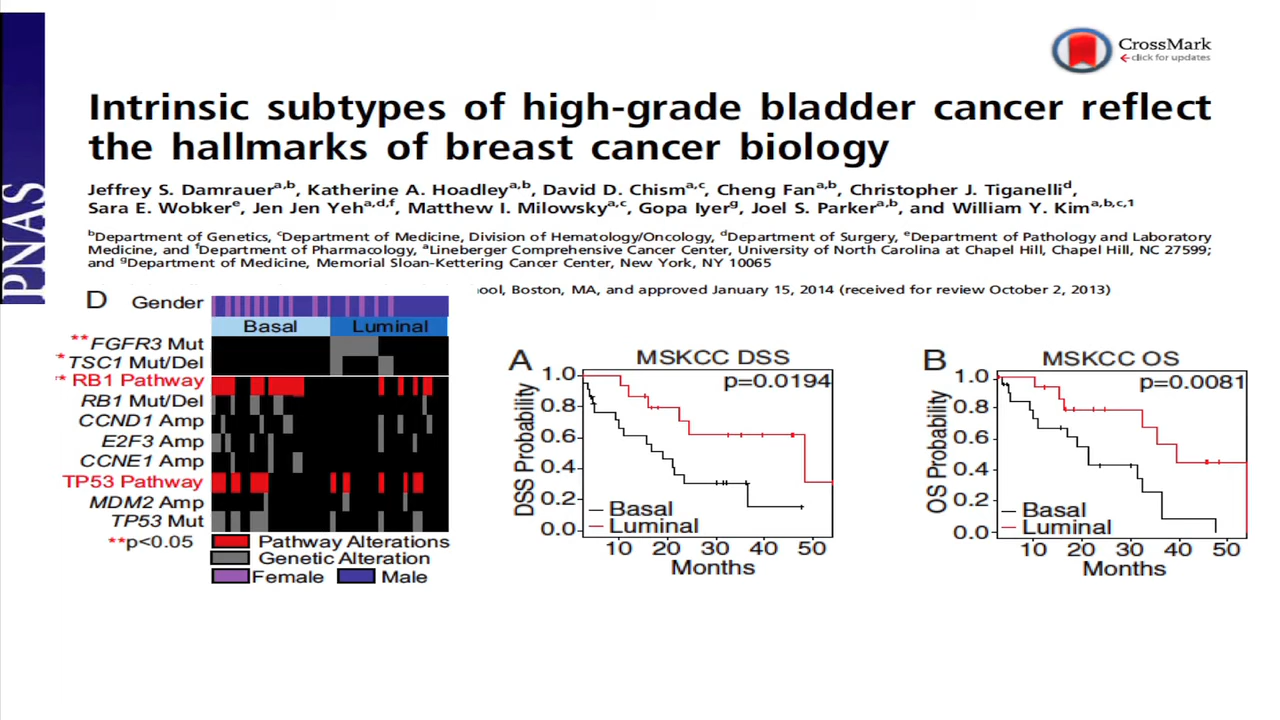 PNAS
CrossMark
click for updates
Intrinsic subtypes of high-grade bladder cancer reflect
the hallmarks of breast cancer biology
Jeffrey S. Damrauer^a,b, Katherine A. Hoadley^a,b, David D. Chism^a,c, Cheng Fan^a,b, Christopher J. Tiganelli^d,
Sara E. Wobker^e, Jen Jen Yeh^a,d,f, Matthew I. Milowsky^a,c, Gopa Iyer^g, Joel S. Parker^a,b, and William Y. Kim^a,b,c,1
^bDepartment of Genetics, ^cDepartment of Medicine, Division of Hematology/Oncology, ^dDepartment of Surgery, ^eDepartment of Pathology and Laboratory
Medicine, and ^fDepartment of Pharmacology, ^aLineberger Comprehensive Cancer Center, University of North Carolina at Chapel Hill, Chapel Hill, NC 27599;
and ^gDepartment of Medicine, Memorial Sloan-Kettering Cancer Center, New York, NY 10065
ool, Boston, MA, and approved January 15, 2014 (received for review October 2, 2013)
D Gender
Basal Luminal
**FGFR3 Mut
*TSC1 Mut/Del
* RB1 Pathway
RB1 Mut/Del
CCND1 Amp
E2F3 Amp
CCNE1 Amp
TP53 Pathway
MDM2 Amp
TP53 Mut
**p<0.05
Pathway Alterations
Genetic Alteration
Female Male
A MSKCC DSS
p=0.0194
DSS Probability
1.0
0.8
0.6
0.4
0.2
0.0
Basal
Luminal
10 20 30 40 50
Months
B MSKCC OS
p=0.0081
OS Probability
1.0
0.8
0.6
0.4
0.2
0.0
Basal
Luminal
10 20 30 40 50
Months